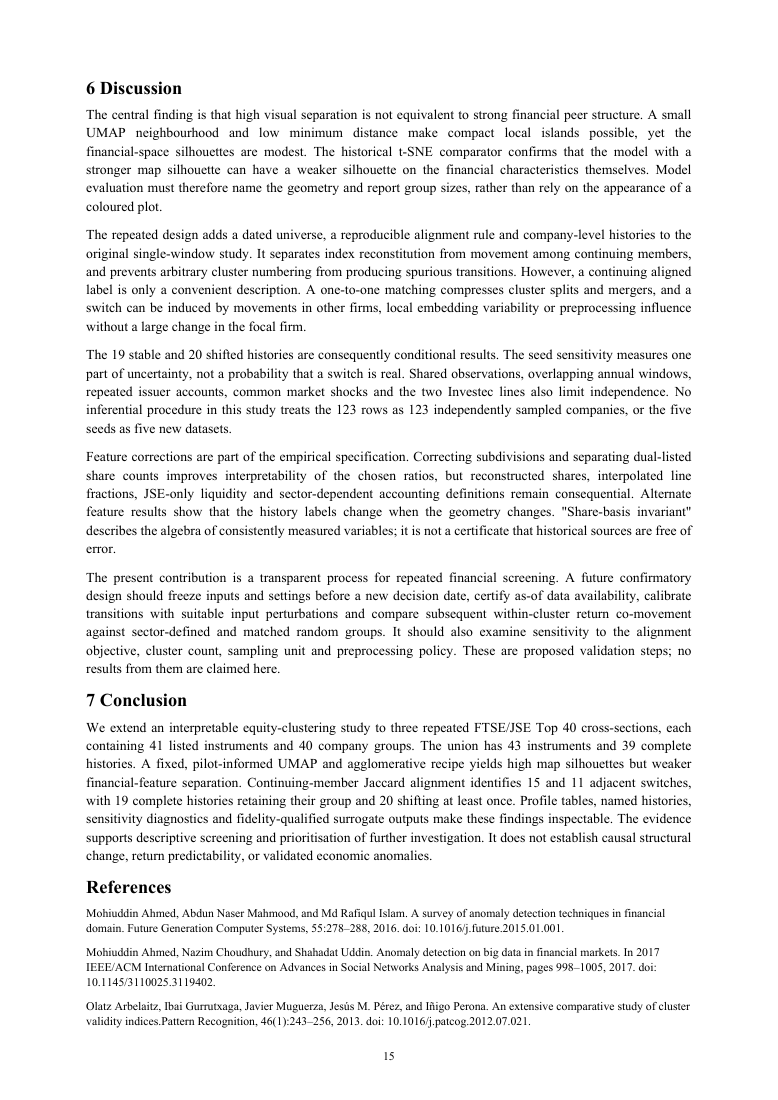 6 Discussion
The central finding is that high visual separation is not equivalent to strong financial peer structure. A small
UMAP neighbourhood and low minimum distance make compact local islands possible, yet the
financial-space silhouettes are modest. The historical t-SNE comparator confirms that the model with a
stronger map silhouette can have a weaker silhouette on the financial characteristics themselves. Model
evaluation must therefore name the geometry and report group sizes, rather than rely on the appearance of a
coloured plot.
The repeated design adds a dated universe, a reproducible alignment rule and company-level histories to the
original single-window study. It separates index reconstitution from movement among continuing members,
and prevents arbitrary cluster numbering from producing spurious transitions. However, a continuing aligned
label is only a convenient description. A one-to-one matching compresses cluster splits and mergers, and a
switch can be induced by movements in other firms, local embedding variability or preprocessing influence
without a large change in the focal firm.
The 19 stable and 20 shifted histories are consequently conditional results. The seed sensitivity measures one
part of uncertainty, not a probability that a switch is real. Shared observations, overlapping annual windows,
repeated issuer accounts, common market shocks and the two Investec lines also limit independence. No
inferential procedure in this study treats the 123 rows as 123 independently sampled companies, or the five
seeds as five new datasets.
Feature corrections are part of the empirical specification. Correcting subdivisions and separating dual-listed
share counts improves interpretability of the chosen ratios, but reconstructed shares, interpolated line
fractions, JSE-only liquidity and sector-dependent accounting definitions remain consequential. Alternate
feature results show that the history labels change when the geometry changes. "Share-basis invariant"
describes the algebra of consistently measured variables; it is not a certificate that historical sources are free of
error.
The present contribution is a transparent process for repeated financial screening. A future confirmatory
design should freeze inputs and settings before a new decision date, certify as-of data availability, calibrate
transitions with suitable input perturbations and compare subsequent within-cluster return co-movement
against sector-defined and matched random groups. It should also examine sensitivity to the alignment
objective, cluster count, sampling unit and preprocessing policy. These are proposed validation steps; no
results from them are claimed here.
7 Conclusion
We extend an interpretable equity-clustering study to three repeated FTSE/JSE Top 40 cross-sections, each
containing 41 listed instruments and 40 company groups. The union has 43 instruments and 39 complete
histories. A fixed, pilot-informed UMAP and agglomerative recipe yields high map silhouettes but weaker
financial-feature separation. Continuing-member Jaccard alignment identifies 15 and 11 adjacent switches,
with 19 complete histories retaining their group and 20 shifting at least once. Profile tables, named histories,
sensitivity diagnostics and fidelity-qualified surrogate outputs make these findings inspectable. The evidence
supports descriptive screening and prioritisation of further investigation. It does not establish causal structural
change, return predictability, or validated economic anomalies.
References
Mohiuddin Ahmed, Abdun Naser Mahmood, and Md Rafiqul Islam. A survey of anomaly detection techniques in financial
domain. Future Generation Computer Systems, 55:278–288, 2016. doi: 10.1016/j.future.2015.01.001.
Mohiuddin Ahmed, Nazim Choudhury, and Shahadat Uddin. Anomaly detection on big data in financial markets. In 2017
IEEE/ACM International Conference on Advances in Social Networks Analysis and Mining, pages 998–1005, 2017. doi:
10.1145/3110025.3119402.
Olatz Arbelaitz, Ibai Gurrutxaga, Javier Muguerza, Jesús M. Pérez, and Iñigo Perona. An extensive comparative study of cluster
validity indices.Pattern Recognition, 46(1):243–256, 2013. doi: 10.1016/j.patcog.2012.07.021.
15